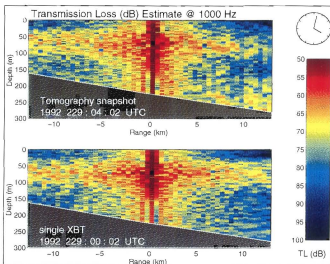 Transmission Loss (dB) Estimate @ 1000 Hz
0
50
100
150
200
250
300
Depth (m)
Tomography snapshot
1992 229 : 04 : 02 UTC
-10 -5 0 5 10
Range (km)
0
50
100
150
200
250
300
Depth (m)
single XBT
1992 229 : 00 : 02 UTC
-10 -5 0 5 10
Range (km)
50
55
60
65
70
75
80
85
90
95
100
TL (dB)